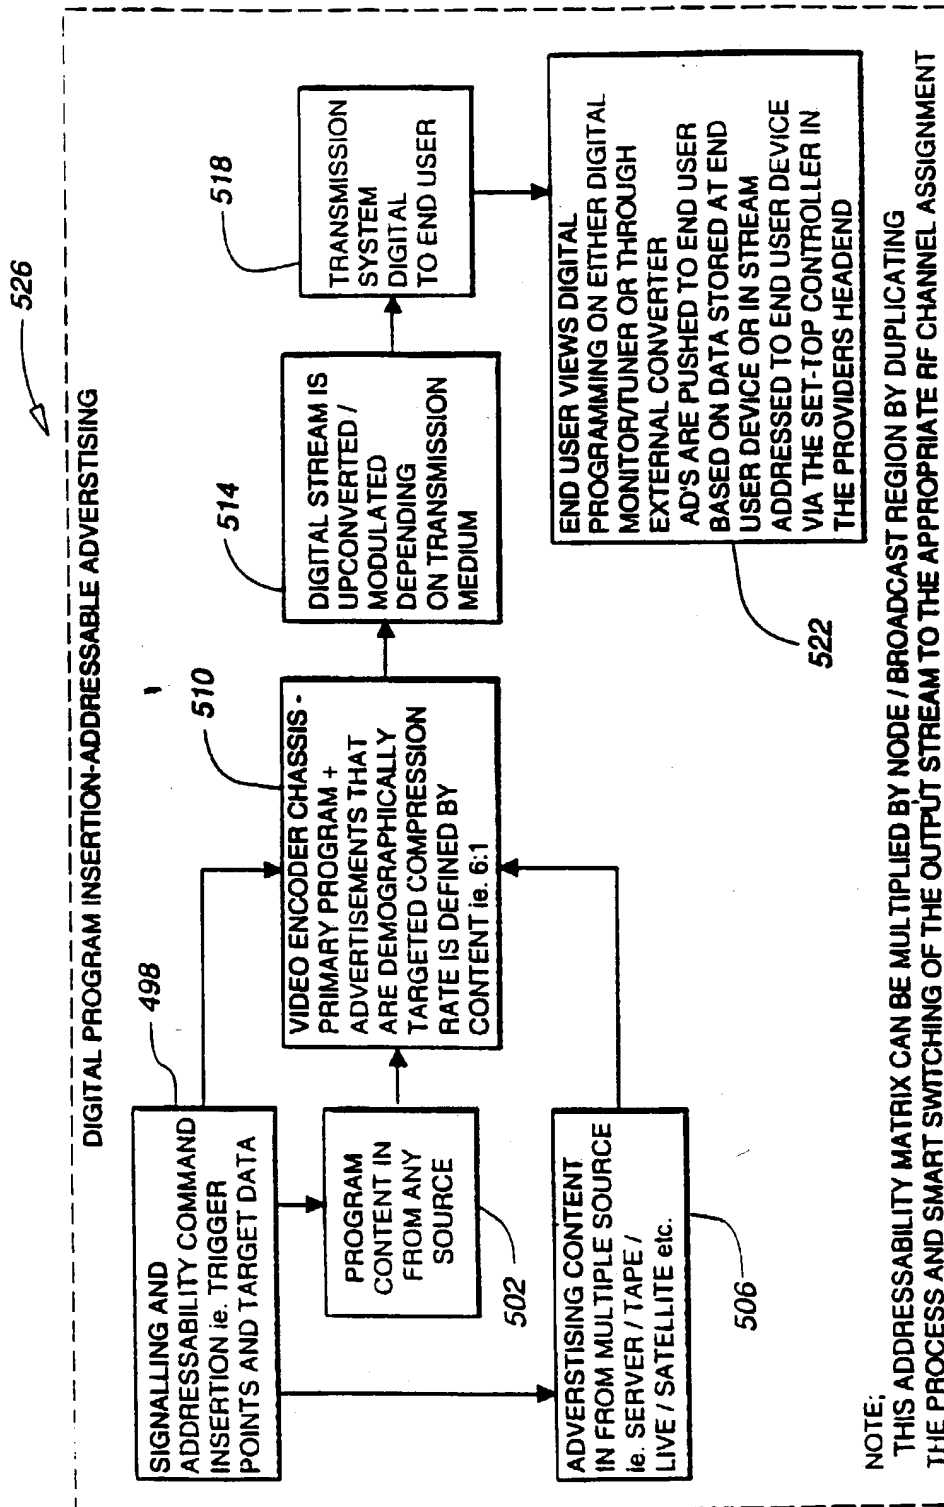 526
DIGITAL PROGRAM INSERTION-ADDRESSABLE ADVERSTISING
498
SIGNALLING AND
ADDRESSABILITY COMMAND
INSERTION ie. TRIGGER
POINTS AND TARGET DATA
PROGRAM
CONTENT IN
FROM ANY
SOURCE
502
ADVERSTISING CONTENT
IN FROM MULTIPLE SOURCE
ie. SERVER / TAPE /
LIVE / SATELLITE etc.
506
510
VIDEO ENCODER CHASSIS -
PRIMARY PROGRAM +
ADVERTISEMENTS THAT
ARE DEMOGRAPHICALLY
TARGETED COMPRESSION
RATE IS DEFINED BY
CONTENT ie. 6:1
514
DIGITAL STREAM IS
UPCONVERTED /
MODULATED
DEPENDING
ON TRANSMISSION
MEDIUM
518
TRANSMISSION
SYSTEM
DIGITAL
TO END USER
END USER VIEWS DIGITAL
PROGRAMMING ON EITHER DIGITAL
MONITOR/TUNER OR THROUGH
EXTERNAL CONVERTER
AD'S ARE PUSHED TO END USER
BASED ON DATA STORED AT END
USER DEVICE OR IN STREAM
ADDRESSED TO END USER DEVICE
VIA THE SET-TOP CONTROLLER IN
THE PROVIDERS HEADEND
522
NOTE;
THIS ADDRESSABILITY MATRIX CAN BE MULTIPLIED BY NODE / BROADCAST REGION BY DUPLICATING
THE PROCESS AND SMART SWITCHING OF THE OUTPUT STREAM TO THE APPROPRIATE RF CHANNEL ASSIGNMENT